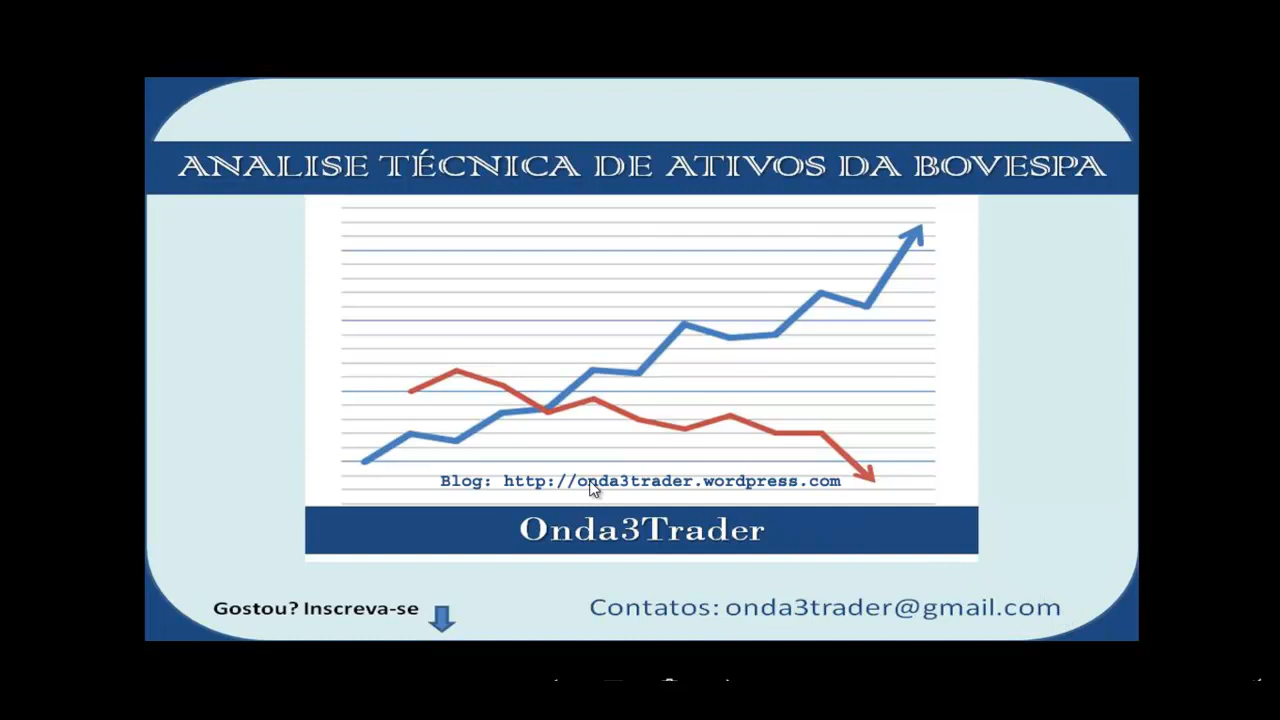 ANALISE TÉCNICA DE ATIVOS DA BOVESPA
Blog: http://onda3trader.wordpress.com
Onda3Trader
Gostou? Inscreva-se
Contatos: onda3trader@gmail.com